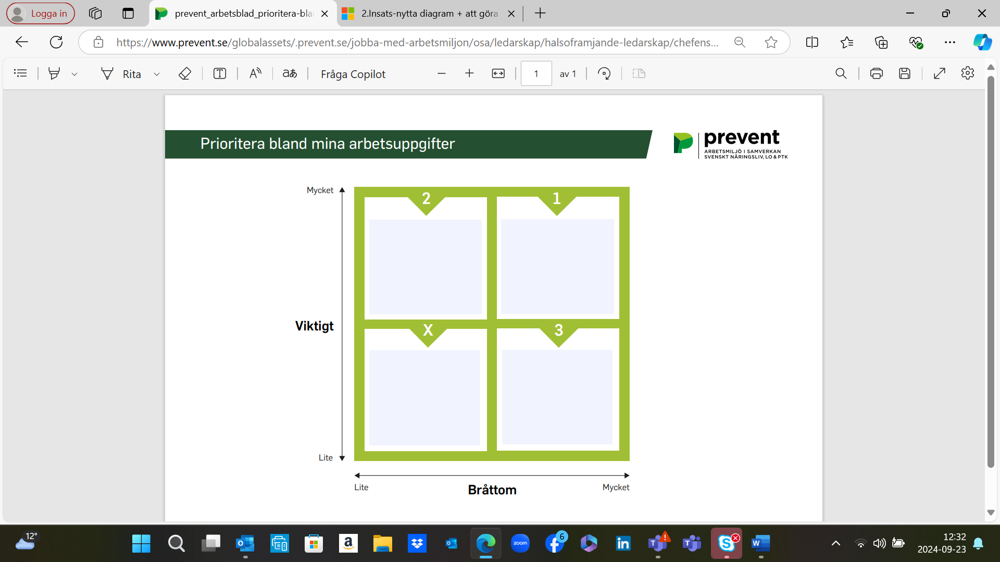 Logga in
prevent_arbetsblad_prioritera-bla
2.Insats-nytta diagram + att göra
https://www.prevent.se/globalassets/.prevent.se/jobba-med-arbetsmiljon/osa/ledarskap/halsoframjande-ledarskap/chefens...
Rita
aあ
Fråga Copilot
1
av 1
Prioritera bland mina arbetsuppgifter
prevent
ARBETSMILJÖ I SAMVERKAN
SVENSKT NÄRINGSLIV, LO & PTK
Mycket
2
1
Viktigt
X
3
Lite
Lite
Bråttom
Mycket
12°
zoom
6
12:32
2024-09-23